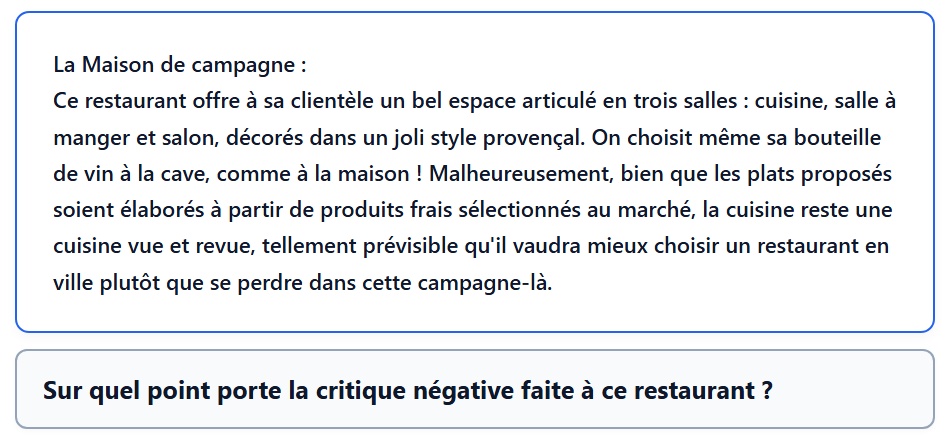 La Maison de campagne :
Ce restaurant offre à sa clientèle un bel espace articulé en trois salles : cuisine, salle à
manger et salon, décorés dans un joli style provençal. On choisit même sa bouteille
de vin à la cave, comme à la maison ! Malheureusement, bien que les plats proposés
soient élaborés à partir de produits frais sélectionnés au marché, la cuisine reste une
cuisine vue et revue, tellement prévisible qu'il vaudra mieux choisir un restaurant en
ville plutôt que se perdre dans cette campagne-là.
Sur quel point porte la critique négative faite à ce restaurant ?